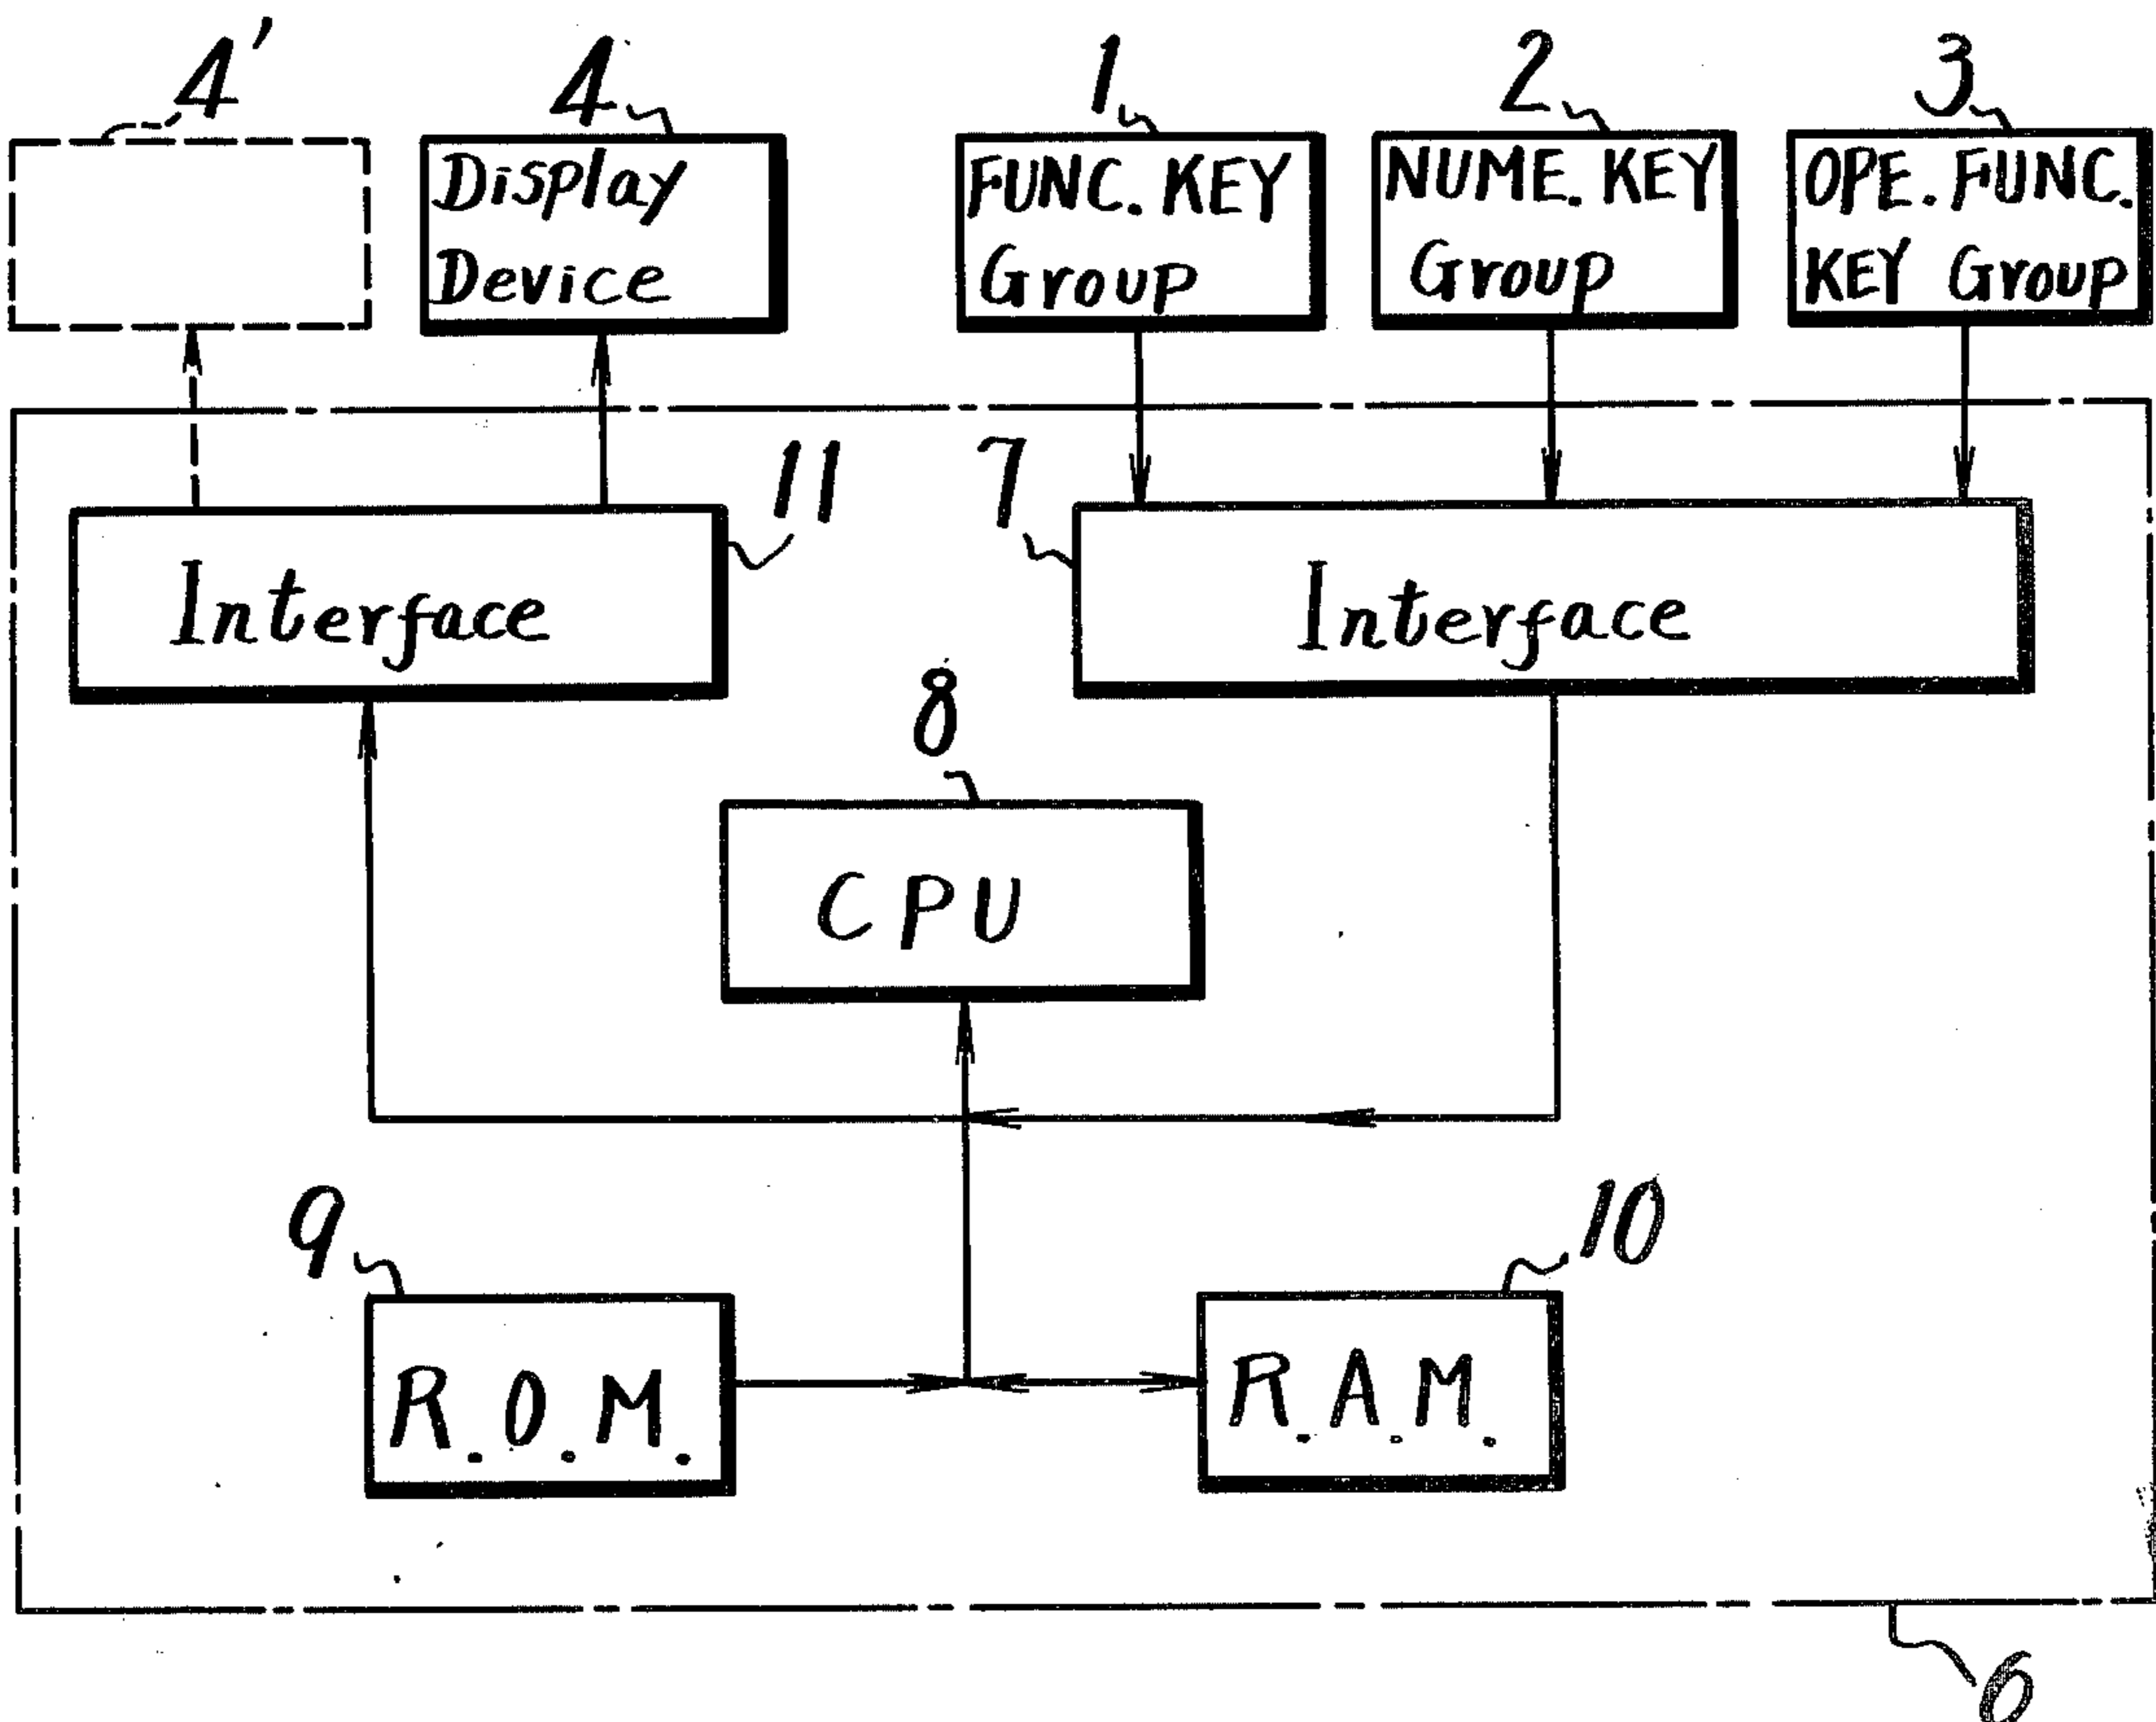 4' 4 1 2 3
Display
Device
FUNC. KEY
Group
NUME. KEY
Group
OPE. FUNC.
KEY Group
11 7
Interface
Interface
8
CPU
9 10
R.O.M.
R.A.M.
6